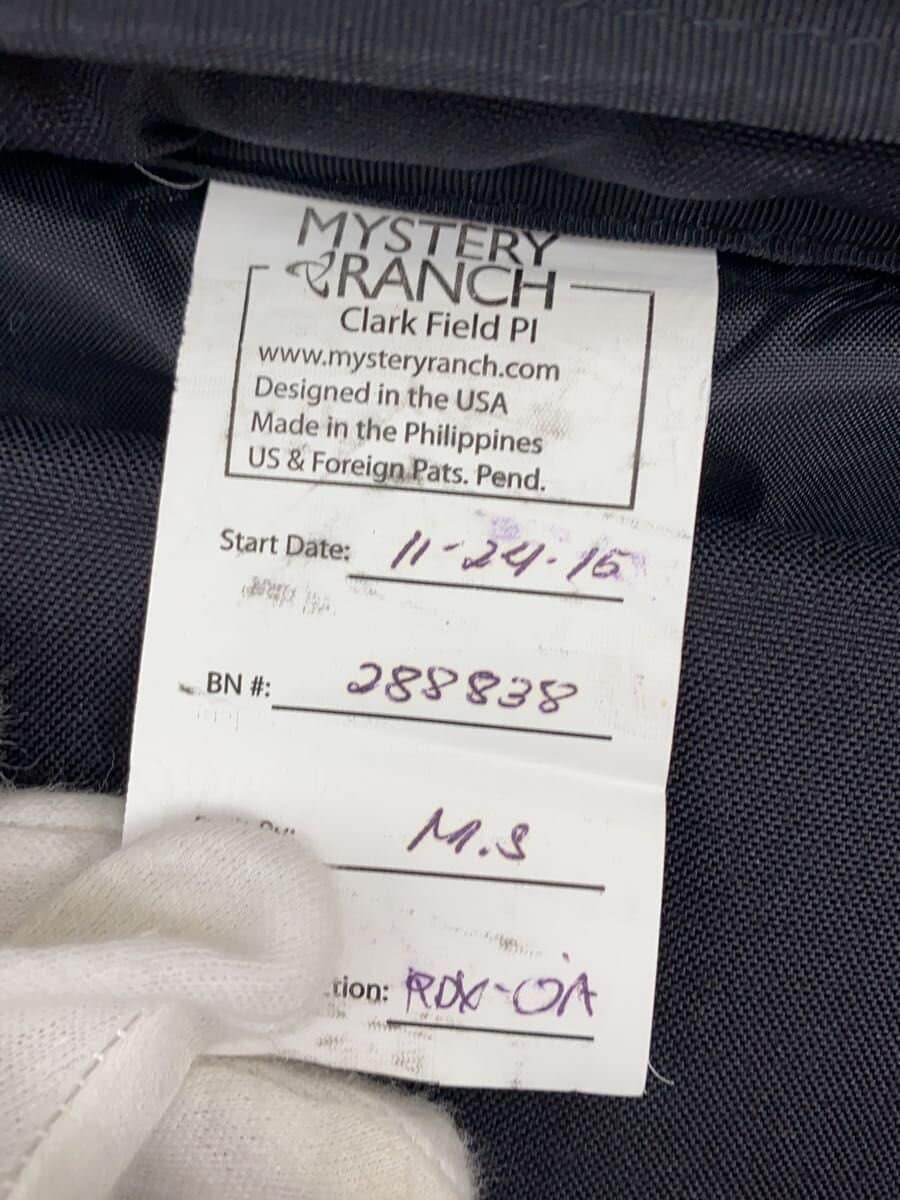 MYSTERY
RANCH
Clark Field PI
www.mysteryranch.com
Designed in the USA
Made in the Philippines
US & Foreign Pats. Pend.
Start Date: 11-24-15
BN #: 288838
M.S
tion: RDX-OA